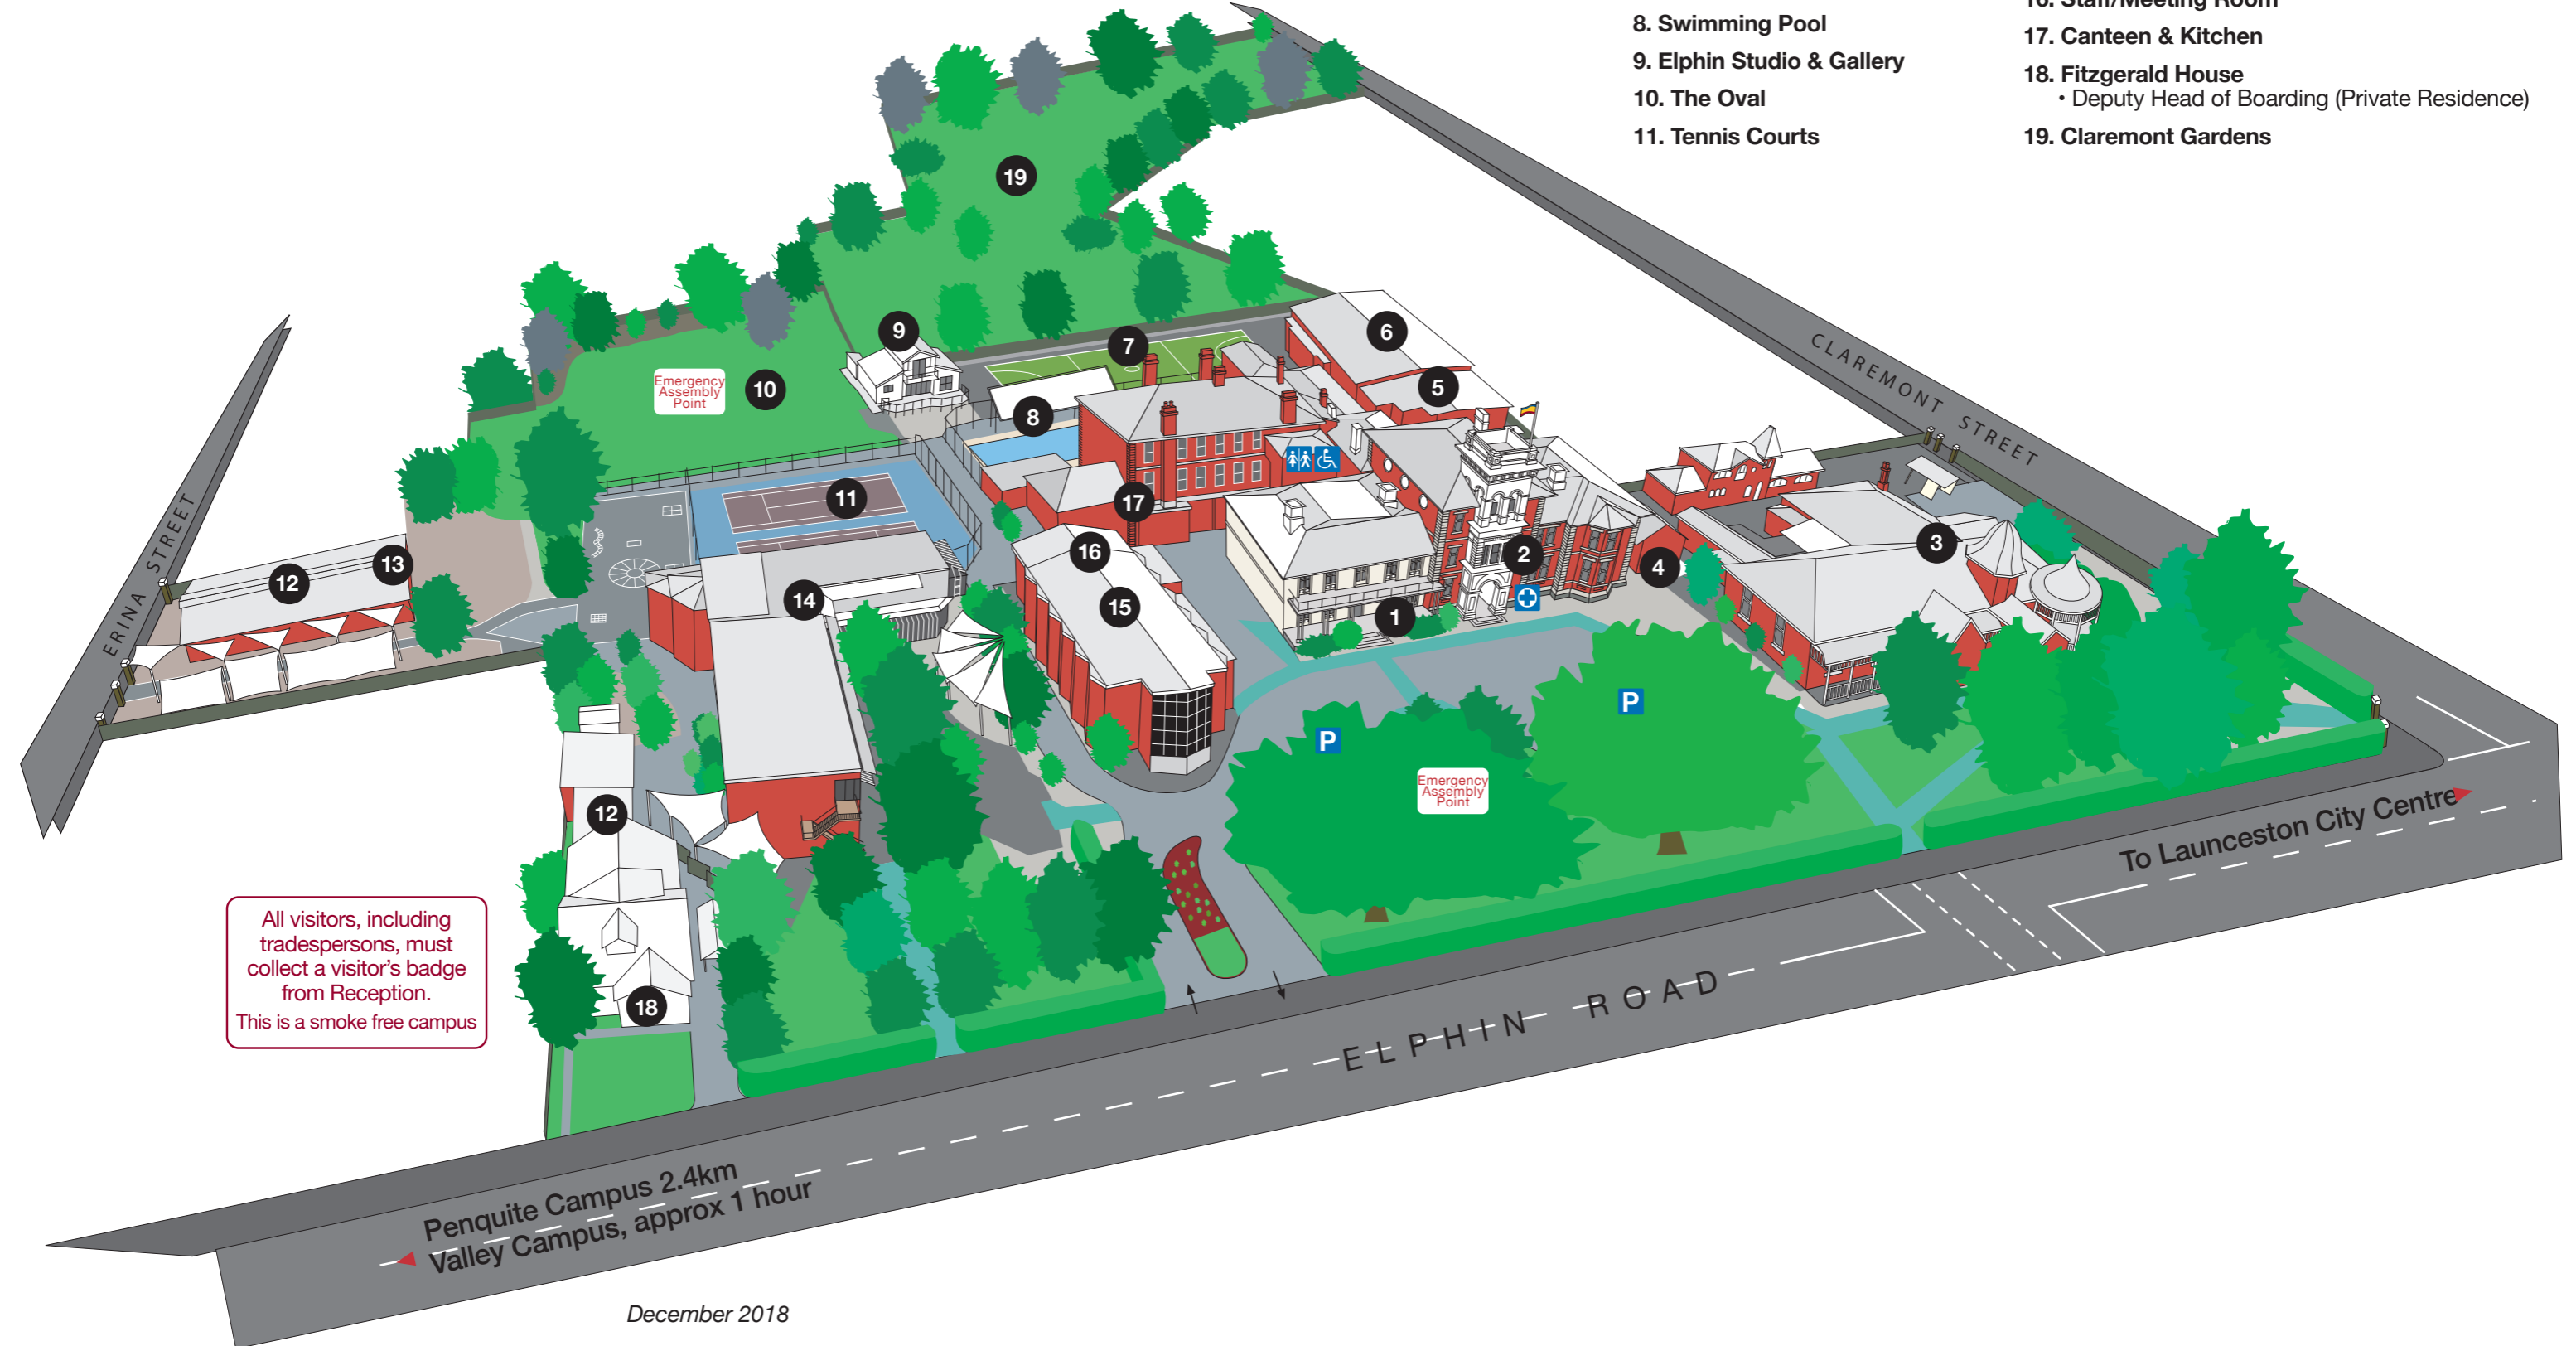 16. Staff/Meeting Room
8. Swimming Pool
17. Canteen & Kitchen
9. Elphin Studio & Gallery
18. Fitzgerald House
• Deputy Head of Boarding (Private Residence)
10. The Oval
11. Tennis Courts
19. Claremont Gardens
19
9
7
6
CLAREMONT STREET
Emergency
Assembly
Point
10
5
8
11
17
ERINA STREET
12
13
16
2
3
4
14
15
1
P
P
Emergency
Assembly
Point
12
To Launceston City Centre
All visitors, including
tradespersons, must
collect a visitor's badge
from Reception.
This is a smoke free campus
18
ELPHIN ROAD
Penquite Campus 2.4km
Valley Campus, approx 1 hour
December 2018